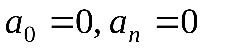 a₀ =0, aₙ =0